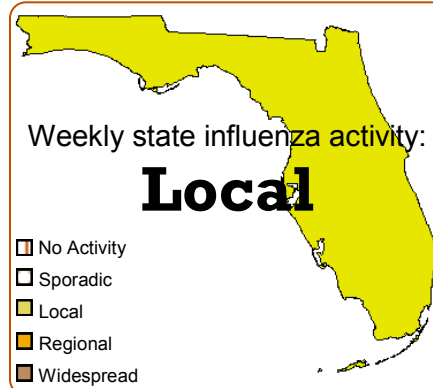 Weekly state influenza activity:
Local
No Activity
Sporadic
Local
Regional
Widespread